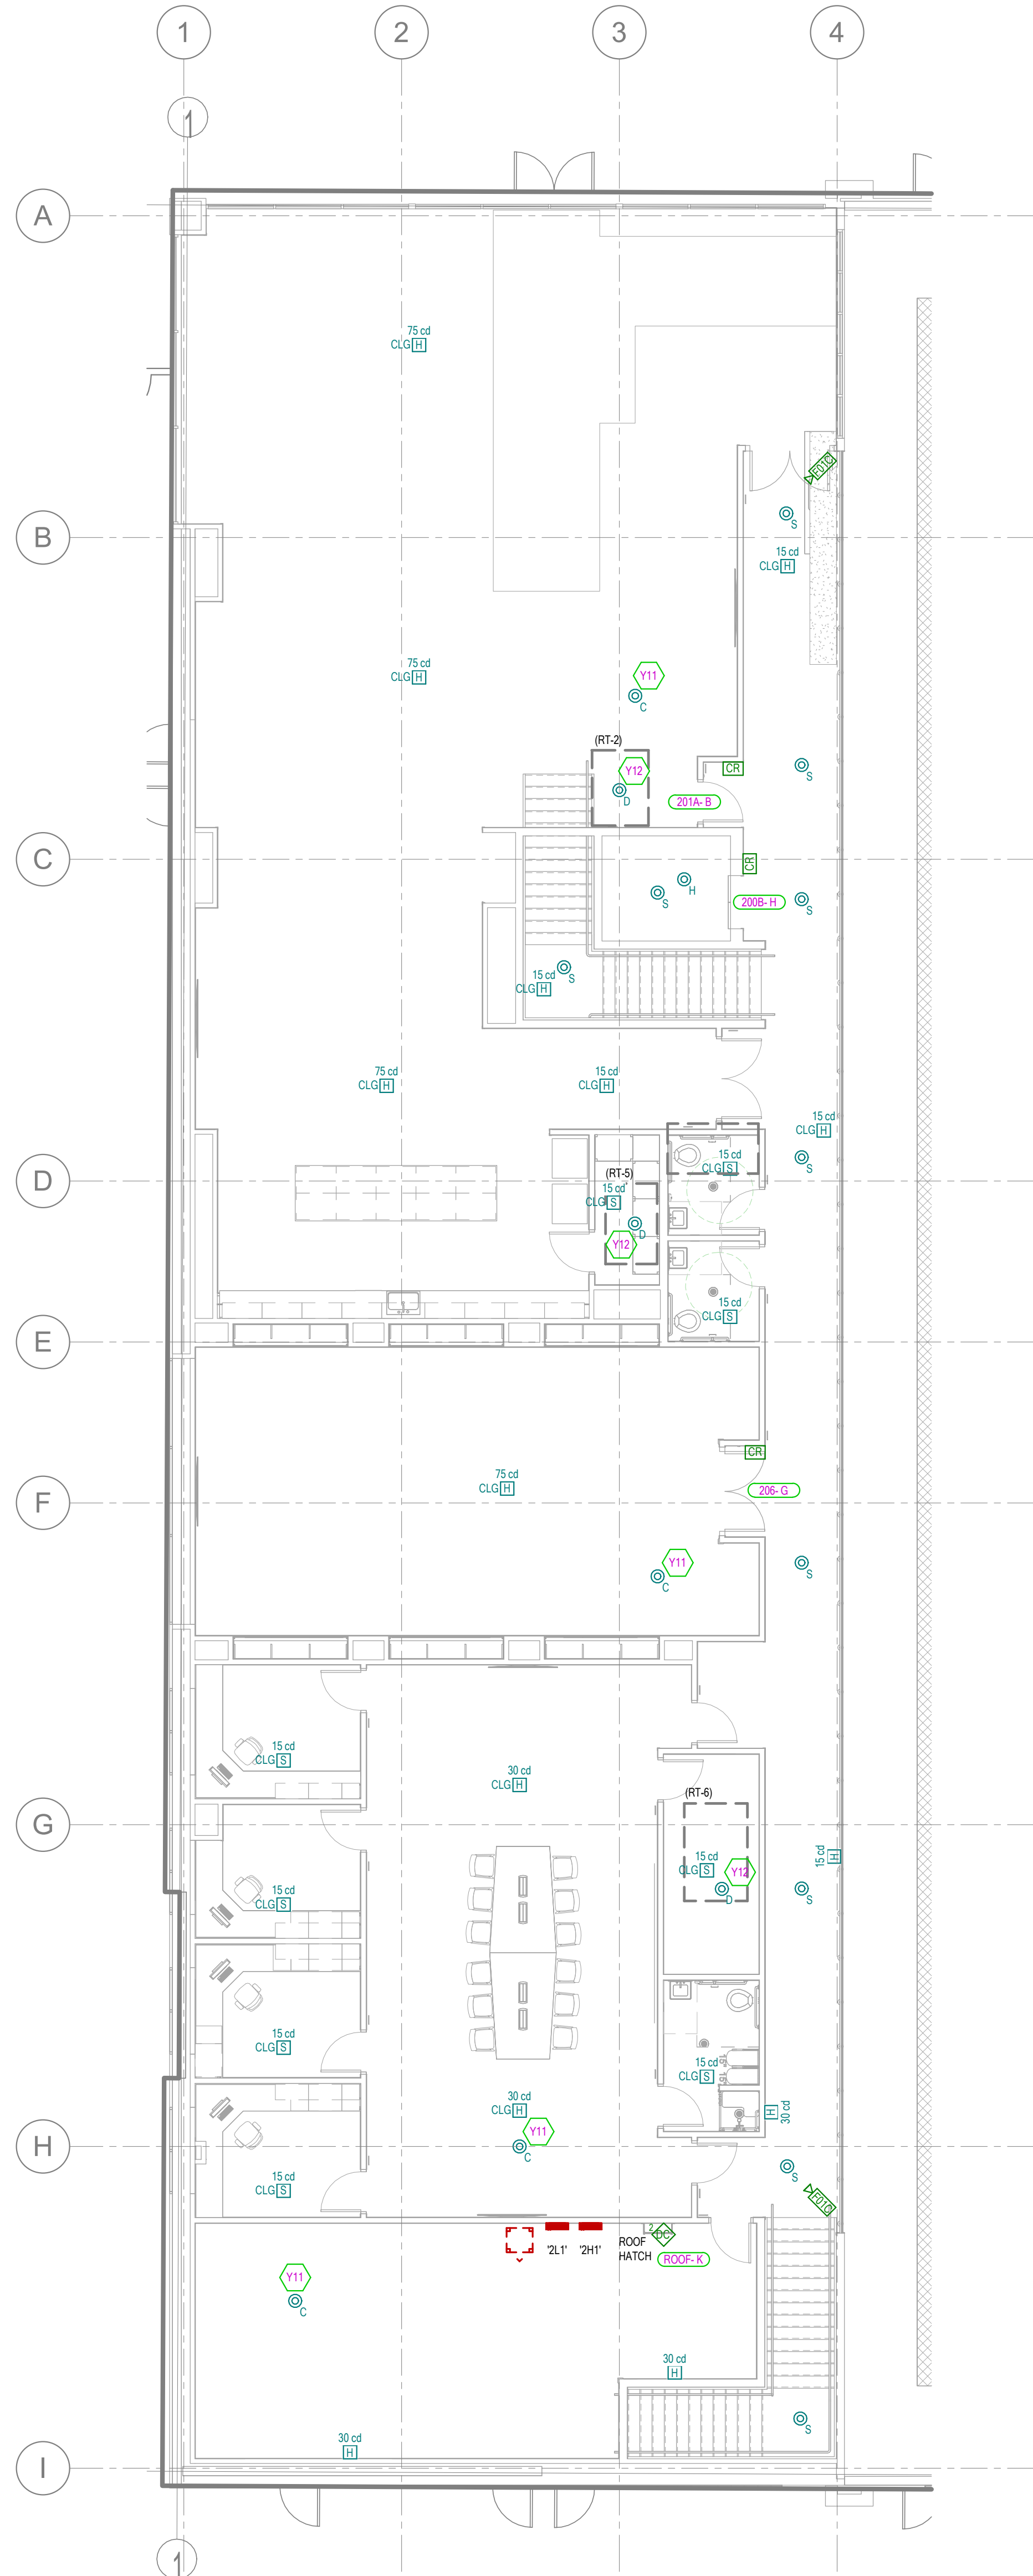 1 2 3 4
1
A
75 cd
CLG H
F01C
S
B
15 cd
CLG H
75 cd
CLG H
Y11
C
(RT-2)
Y12
D
CR
S
201A- B
C
CR
H
S
200B- H
S
S
15 cd
CLG H
75 cd
CLG H
15 cd
CLG H
15 cd
CLG H
S
15 cd
CLG S
D
(RT-5)
15 cd
CLG S
D
Y12
15 cd
CLG S
E
CR
75 cd
CLG H
206- G
F
Y11
C
S
15 cd
CLG S
30 cd
CLG H
(RT-6)
G
15 cd
CLG S
Y12
D
15 cd
H
S
15 cd
CLG S
15 cd
CLG S
15 cd
CLG S
30 cd
CLG H
H
30 cd
Y11
C
H
S
15 cd
CLG S
F01C
'2L1' '2H1'
ROOF
HATCH
2
DC
ROOF- K
Y11
C
30 cd
H
S
30 cd
H
I
1